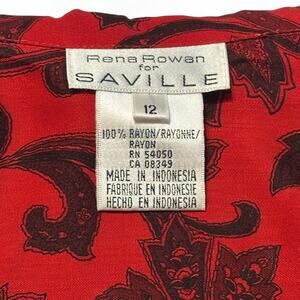 Rena Rowan
for
SAVILLE
12
100% RAYON/RAYONNE/
RAYON
RN 54050
CA 08349
MADE IN INDONESIA
FABRIQUE EN INDONESIE
HECHO EN INDONESIA